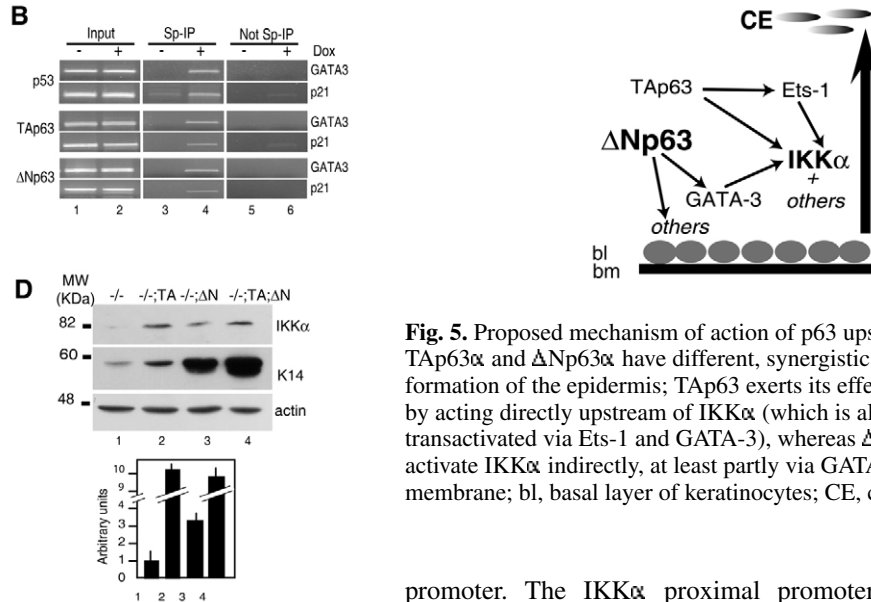 B
Input Sp-IP Not Sp-IP
- + - + - + Dox
p53 GATA3
p21
TAp63 GATA3
p21
ΔNp63 GATA3
p21
1 2 3 4 5 6
D
MW
(KDa) -/- -/-;TA -/-;ΔN -/-;TA;ΔN
82 IKKα
60 K14
48 actin
1 2 3 4
Arbitrary units
10
9
4
3
2
1
0
1 2 3 4
CE
TAp63 Ets-1
ΔNp63 IKKα
+
GATA-3 others
others
bl
bm
Fig. 5. Proposed mechanism of action of p63 ups
TAp63α and ΔNp63α have different, synergistic
formation of the epidermis; TAp63 exerts its effe
by acting directly upstream of IKKα (which is al
transactivated via Ets-1 and GATA-3), whereas Δ
activate IKKα indirectly, at least partly via GATA
membrane; bl, basal layer of keratinocytes; CE, c
promoter. The IKKα proximal promoter